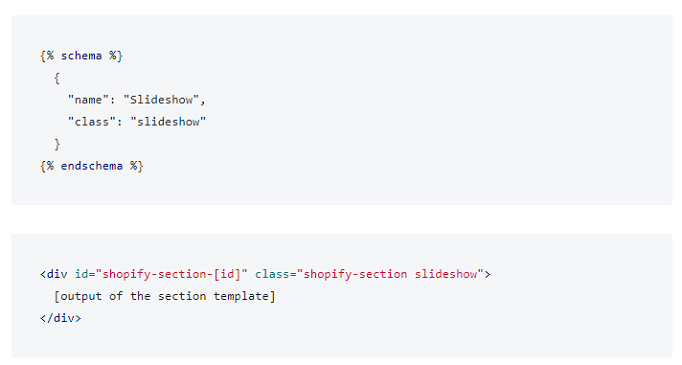 {% schema %}
  {
    "name": "Slideshow",
    "class": "slideshow"
  }
{% endschema %}
<div id="shopify-section-[id]" class="shopify-section slideshow">
  [output of the section template]
</div>